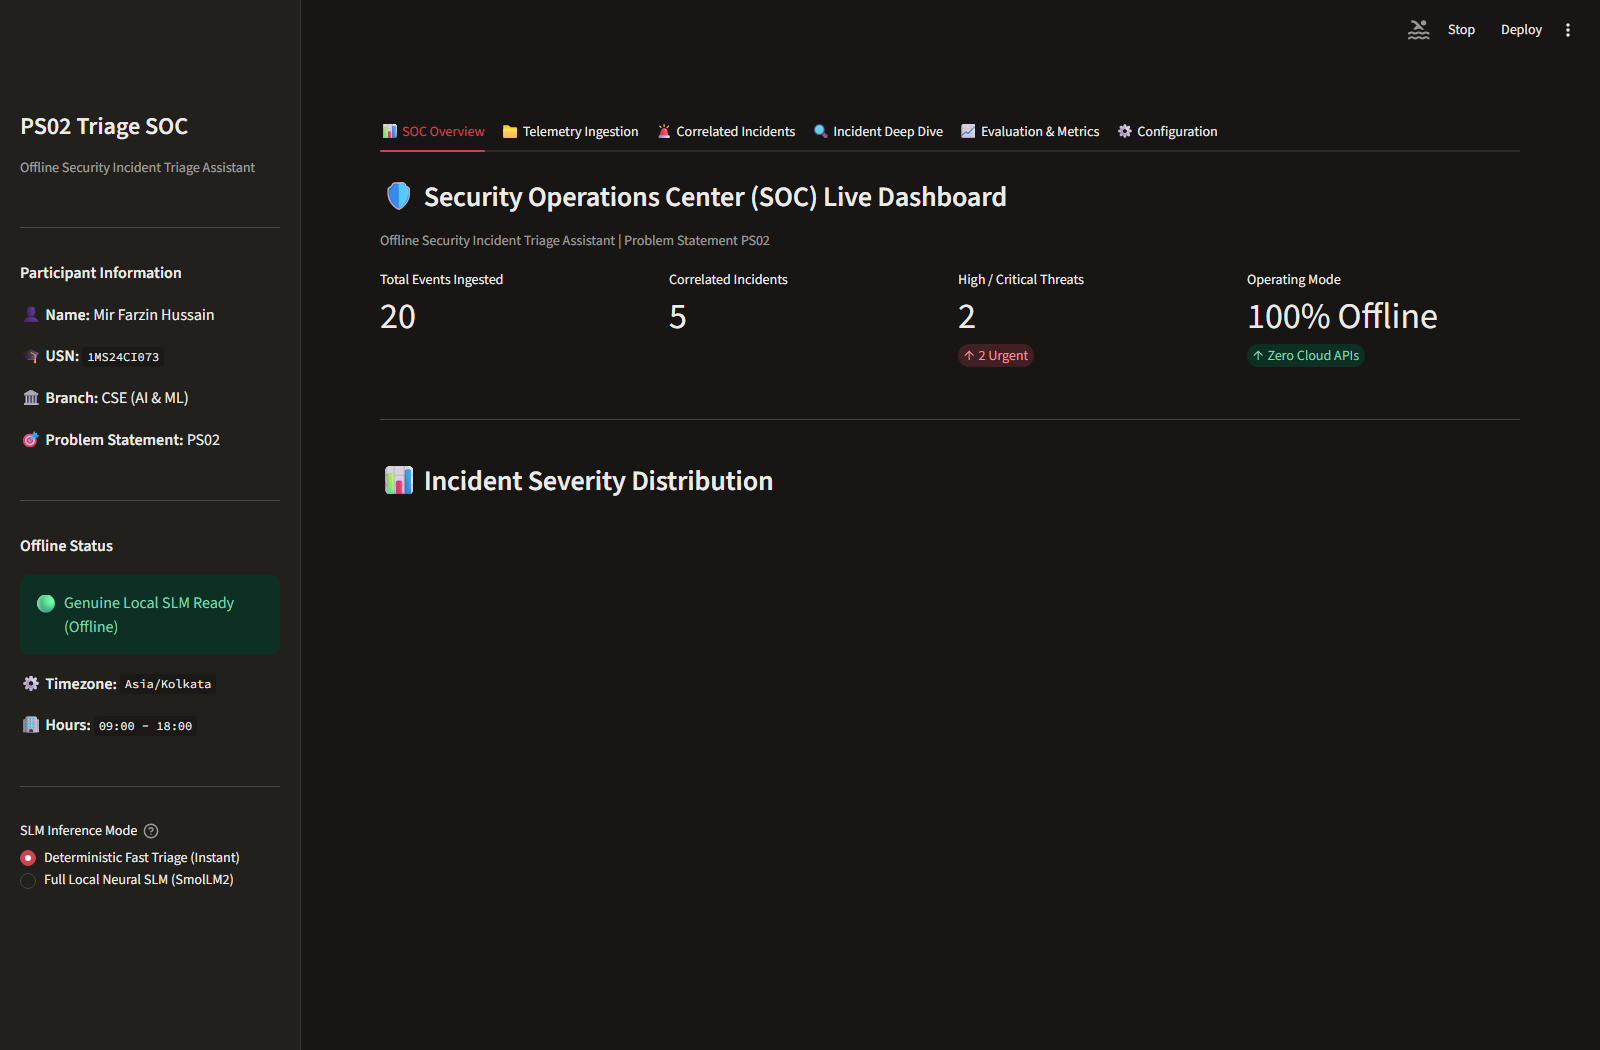 Stop
Deploy
PS02 Triage SOC
Offline Security Incident Triage Assistant
Participant Information
Name: Mir Farzin Hussain
USN: 1MS24CI073
Branch: CSE (AI & ML)
Problem Statement: PS02
Offline Status
Genuine Local SLM Ready
(Offline)
Timezone: Asia/Kolkata
Hours: 09:00 - 18:00
SLM Inference Mode
Deterministic Fast Triage (Instant)
Full Local Neural SLM (SmolLM2)
SOC Overview
Telemetry Ingestion
Correlated Incidents
Incident Deep Dive
Evaluation & Metrics
Configuration
Security Operations Center (SOC) Live Dashboard
Offline Security Incident Triage Assistant | Problem Statement PS02
Total Events Ingested
20
Correlated Incidents
5
High / Critical Threats
2
↑ 2 Urgent
Operating Mode
100% Offline
↑ Zero Cloud APIs
Incident Severity Distribution